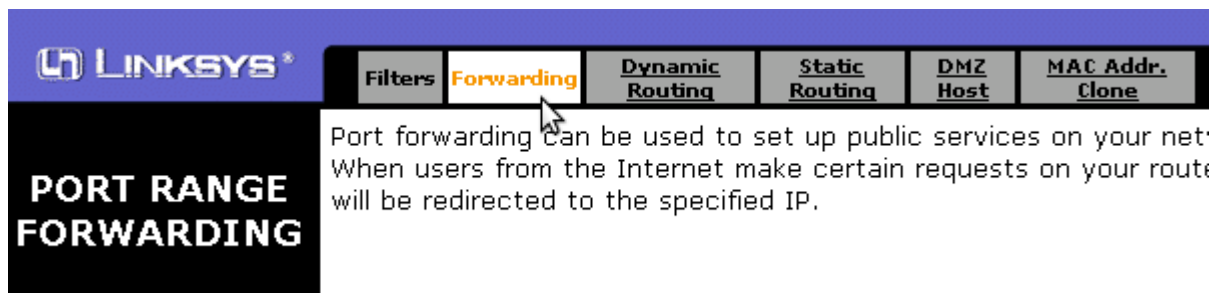 LINKSYS®
Filters Forwarding Dynamic Routing Static Routing DMZ Host MAC Addr. Clone
PORT RANGE
FORWARDING
Port forwarding can be used to set up public services on your net
When users from the Internet make certain requests on your route
will be redirected to the specified IP.